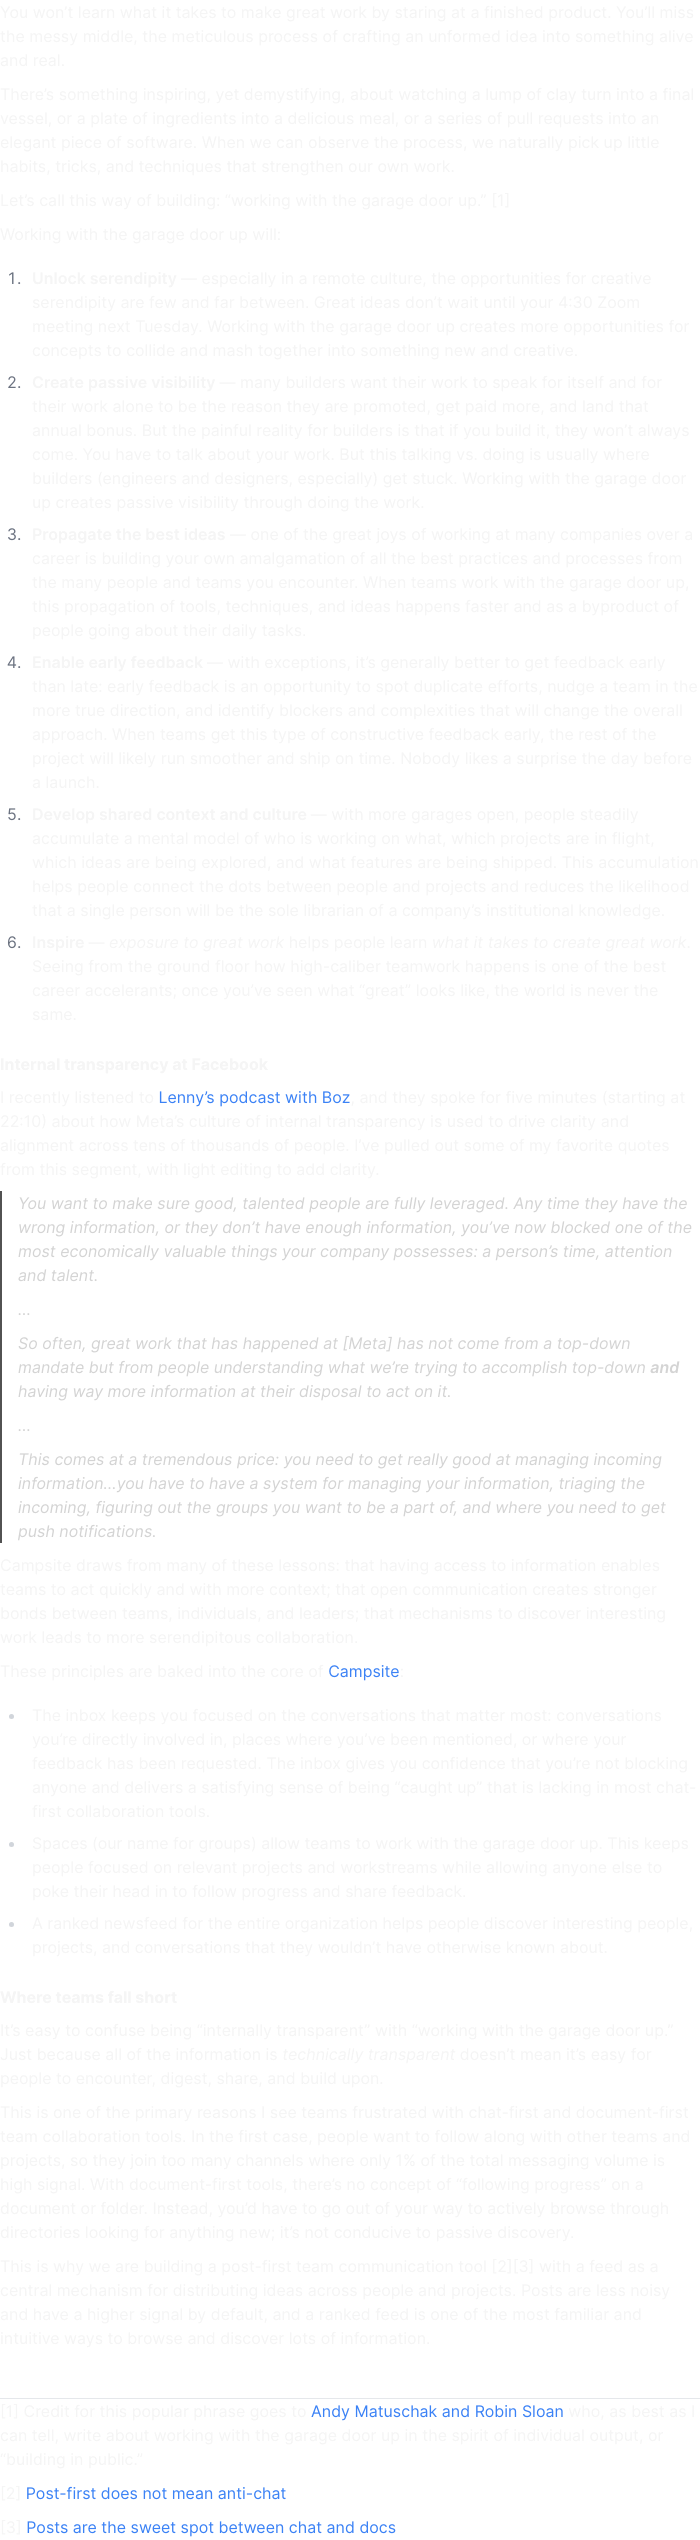 You won't learn what it takes to make great work by staring at a finished product. You'll miss
the messy middle, the meticulous process of crafting an unformed idea into something alive
and real.
There's something inspiring, yet demystifying, about watching a lump of clay turn into a final
vessel, or a plate of ingredients into a delicious meal, or a series of pull requests into an
elegant piece of software. When we can observe the process, we naturally pick up little
habits, tricks, and techniques that strengthen our own work.
Let's call this way of building: “working with the garage door up.” [1]
Working with the garage door up will:
1. Unlock serendipity — especially in a remote culture, the opportunities for creative
serendipity are few and far between. Great ideas don't wait until your 4:30 Zoom
meeting next Tuesday. Working with the garage door up creates more opportunities for
concepts to collide and mash together into something new and creative.
2. Create passive visibility — many builders want their work to speak for itself and for
their work alone to be the reason they are promoted, get paid more, and land that
annual bonus. But the painful reality for builders is that if you build it, they won't always
come. You have to talk about your work. But this talking vs. doing is usually where
builders (engineers and designers, especially) get stuck. Working with the garage door
up creates passive visibility through doing the work.
3. Propagate the best ideas — one of the great joys of working at many companies over a
career is building your own amalgamation of all the best practices and processes from
the many people and teams you encounter. When teams work with the garage door up,
this propagation of tools, techniques, and ideas happens faster and as a byproduct of
people going about their daily tasks.
4. Enable early feedback — with exceptions, it's generally better to get feedback early
than late: early feedback is an opportunity to spot duplicate efforts, nudge a team in the
more true direction, and identify blockers and complexities that will change the overall
approach. When teams get this type of constructive feedback early, the rest of the
project will likely run smoother and ship on time. Nobody likes a surprise the day before
a launch.
5. Develop shared context and culture — with more garages open, people steadily
accumulate a mental model of who is working on what, which projects are in flight,
which ideas are being explored, and what features are being shipped. This accumulation
helps people connect the dots between people and projects and reduces the likelihood
that a single person will be the sole librarian of a company's institutional knowledge.
6. Inspire — exposure to great work helps people learn what it takes to create great work.
Seeing from the ground floor how high-caliber teamwork happens is one of the best
career accelerants; once you've seen what “great” looks like, the world is never the
same.
Internal transparency at Facebook
I recently listened to Lenny's podcast with Boz, and they spoke for five minutes (starting at
22:10) about how Meta's culture of internal transparency is used to drive clarity and
alignment across tens of thousands of people. I've pulled out some of my favorite quotes
from this segment, with light editing to add clarity.
You want to make sure good, talented people are fully leveraged. Any time they have the
wrong information, or they don't have enough information, you've now blocked one of the
most economically valuable things your company possesses: a person's time, attention
and talent.
...
So often, great work that has happened at [Meta] has not come from a top-down
mandate but from people understanding what we're trying to accomplish top-down and
having way more information at their disposal to act on it.
...
This comes at a tremendous price: you need to get really good at managing incoming
information...you have to have a system for managing your information, triaging the
incoming, figuring out the groups you want to be a part of, and where you need to get
push notifications.
Campsite draws from many of these lessons: that having access to information enables
teams to act quickly and with more context; that open communication creates stronger
bonds between teams, individuals, and leaders; that mechanisms to discover interesting
work leads to more serendipitous collaboration.
These principles are baked into the core of Campsite:
• The inbox keeps you focused on the conversations that matter most: conversations
you're directly involved in, places where you've been mentioned, or where your
feedback has been requested. The inbox gives you confidence that you're not blocking
anyone and delivers a satisfying sense of being “caught up” that is lacking in most chat-
first collaboration tools.
• Spaces (our name for groups) allow teams to work with the garage door up. This keeps
people focused on relevant projects and workstreams while allowing anyone else to
poke their head in to follow progress and share feedback.
• A ranked newsfeed for the entire organization helps people discover interesting people,
projects, and conversations that they wouldn't have otherwise known about.
Where teams fall short
It's easy to confuse being “internally transparent” with “working with the garage door up.”
Just because all of the information is technically transparent doesn't mean it's easy for
people to encounter, digest, share, and build upon.
This is one of the primary reasons I see teams frustrated with chat-first and document-first
team collaboration tools. In the first case, people want to follow along with other teams and
projects, so they join too many channels where only 1% of the total messaging volume is
high signal. With document-first tools, there's no concept of “following progress” on a
document or folder. Instead, you'd have to go out of your way to actively browse through
directories looking for anything new; it's not conducive to passive discovery.
This is why we are building a post-first team communication tool [2][3] with a feed as a
central mechanism for distributing ideas across people and projects. Posts are less noisy
and have a higher signal by default, and a ranked feed is one of the most familiar and
intuitive ways to browse and discover lots of information.
[1] Credit for this popular phrase goes to Andy Matuschak and Robin Sloan who, as best as I
can tell, write about working with the garage door up in the spirit of individual output, or
“building in public.”
[2] Post-first does not mean anti-chat
[3] Posts are the sweet spot between chat and docs